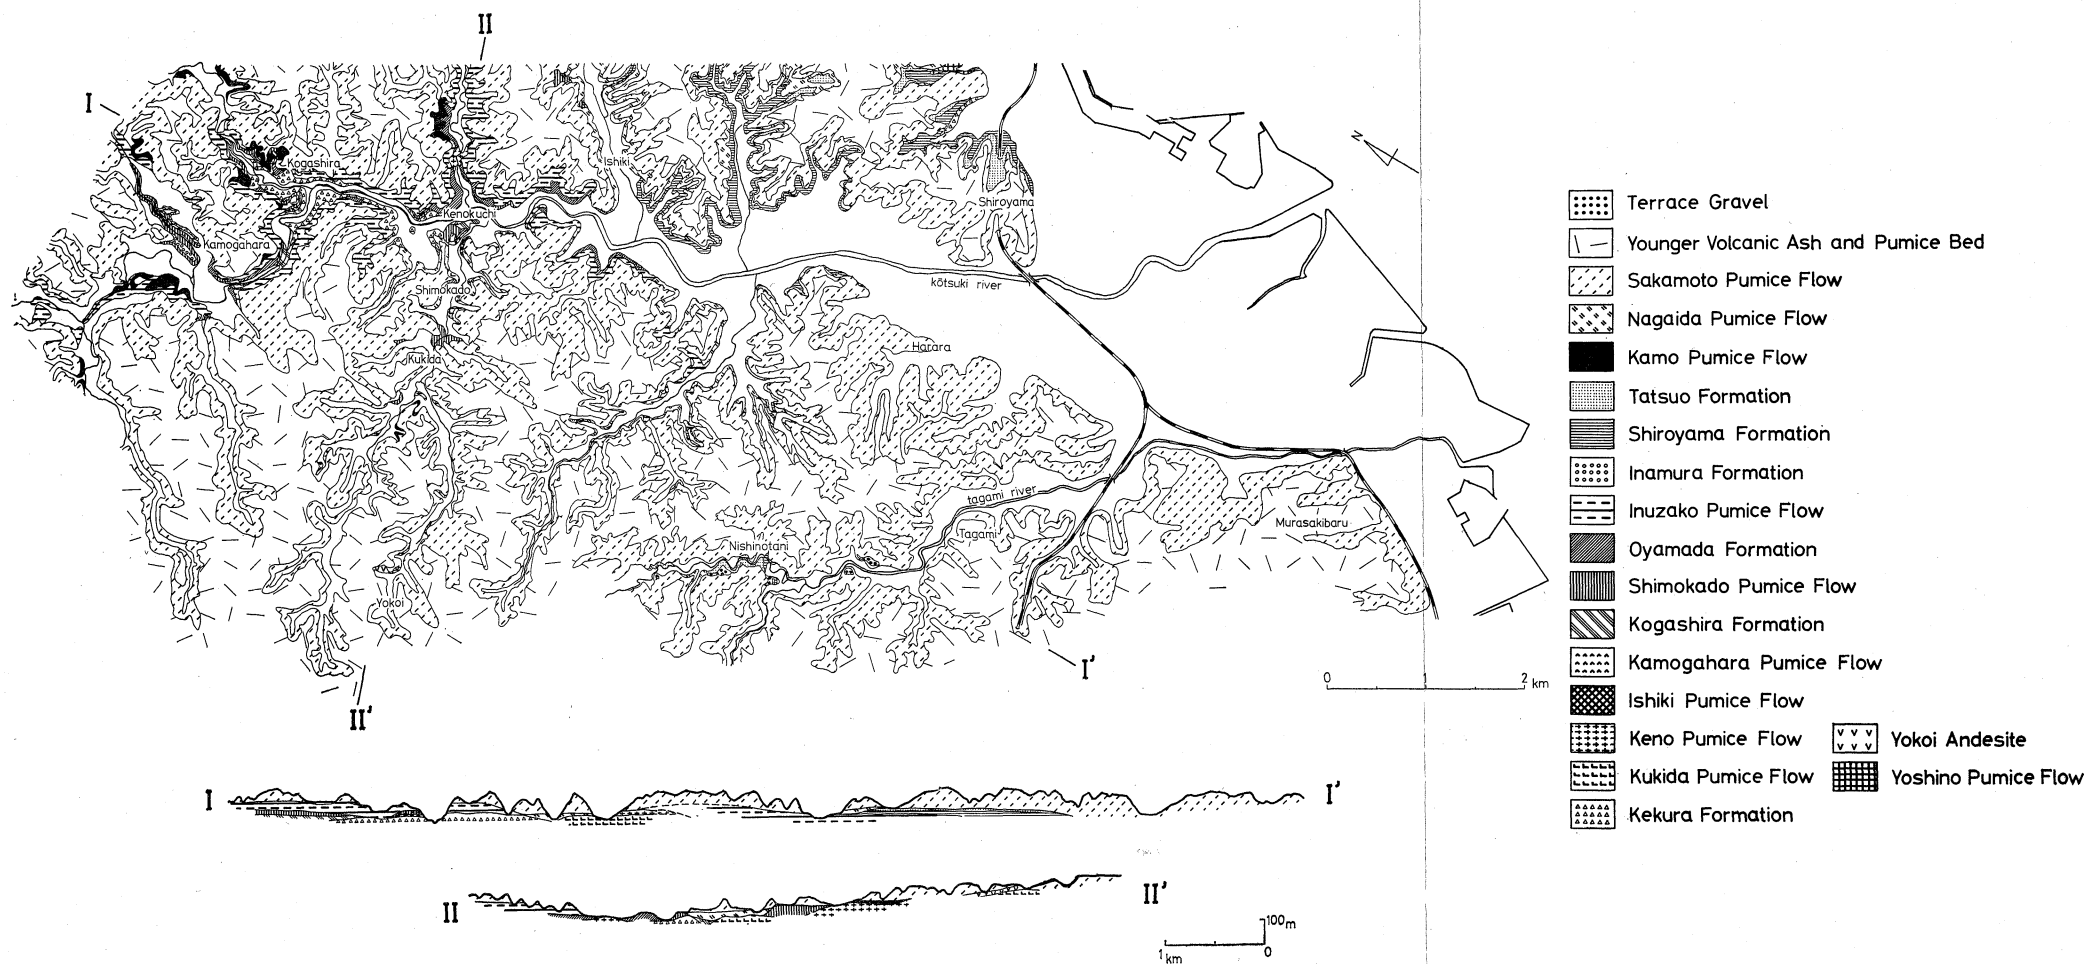 II
I
Kogashira
Ishiki
Kenokuchi
Shiroyama
Kamogahara
Shimokado
kōtsuki river
Kukida
Harara
tagami river
Murasakibaru
Tagami
Nishinotani
Yokoi
I'
II'
N
0 1 2 km
Terrace Gravel
Younger Volcanic Ash and Pumice Bed
Sakamoto Pumice Flow
Nagaida Pumice Flow
Kamo Pumice Flow
Tatsuo Formation
Shiroyama Formation
Inamura Formation
Inuzako Pumice Flow
Oyamada Formation
Shimokado Pumice Flow
Kogashira Formation
Kamogahara Pumice Flow
Ishiki Pumice Flow
Keno Pumice Flow
Yokoi Andesite
Kukida Pumice Flow
Yoshino Pumice Flow
Kekura Formation
I
I'
II
II'
100m
1 km
0